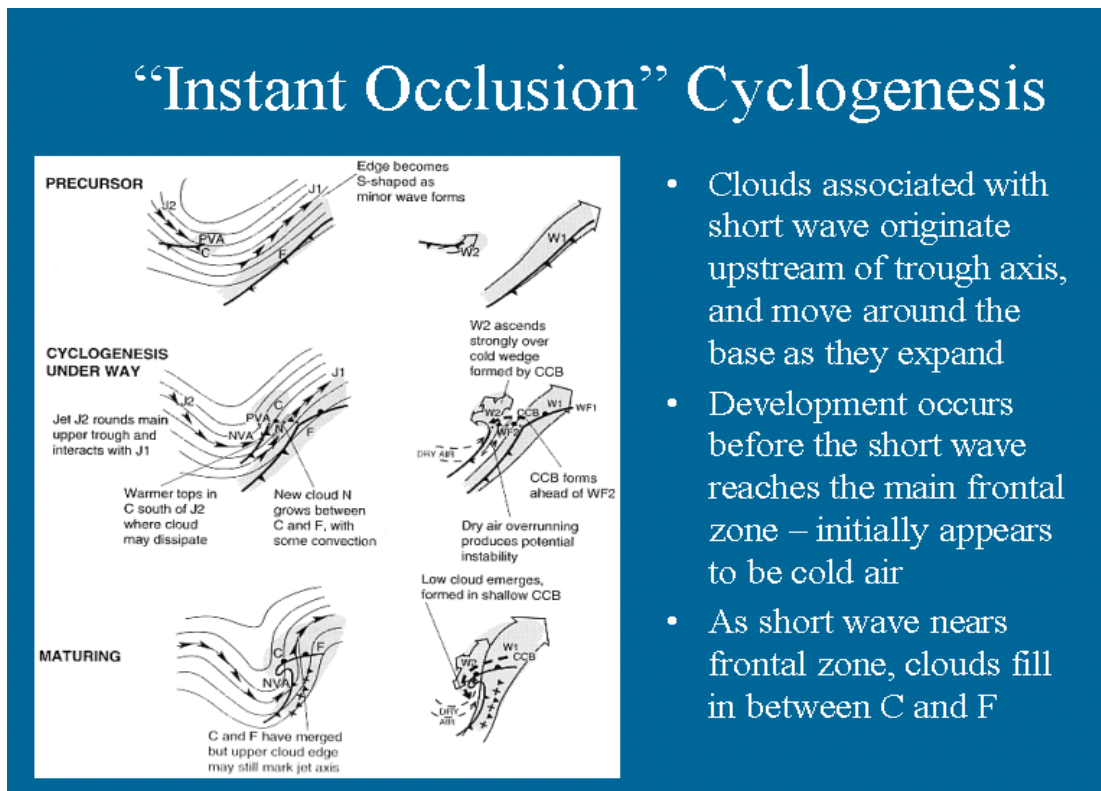 “Instant Occlusion” Cyclogenesis
PRECURSOR
J2
PVA
C
J1
F
Edge becomes
S-shaped as
minor wave forms
W2
W1
CYCLOGENESIS
UNDER WAY
J2
J1
C
PVA
NVA
N
F
Jet J2 rounds main
upper trough and
interacts with J1
Warmer tops in
C south of J2
where cloud
may dissipate
New cloud N
grows between
C and F, with
some convection
W2 ascends
strongly over
cold wedge
formed by CCB
W2
CCB
W1
WF1
WF2
DRY AIR
CCB forms
ahead of WF2
Dry air overrunning
produces potential
instability
MATURING
C
F
NVA
C and F have merged
but upper cloud edge
may still mark jet axis
Low cloud emerges,
formed in shallow CCB
W1
W2
CCB
DRY
AIR
• Clouds associated with
short wave originate
upstream of trough axis,
and move around the
base as they expand
• Development occurs
before the short wave
reaches the main frontal
zone – initially appears
to be cold air
• As short wave nears
frontal zone, clouds fill
in between C and F